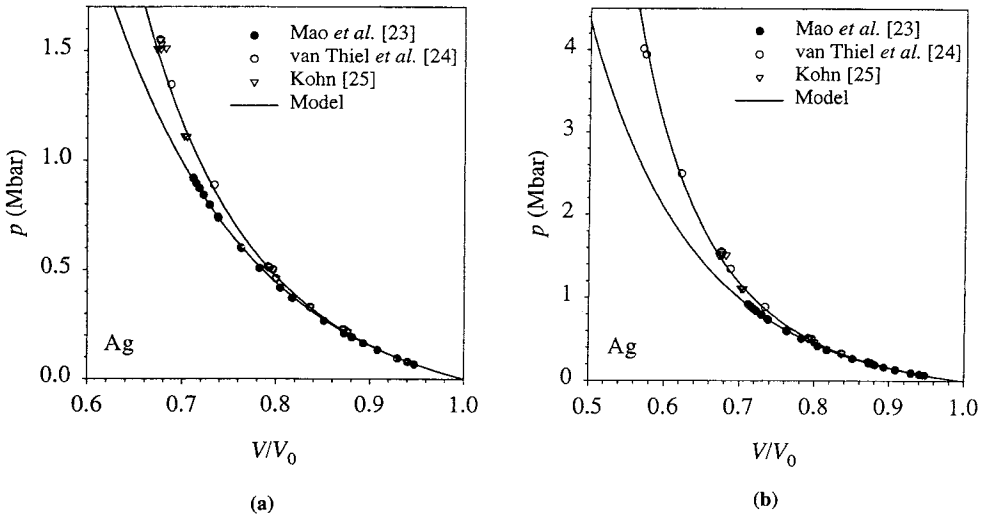 1.5
1.0
0.5
0.0
p (Mbar)
Mao et al. [23]
van Thiel et al. [24]
Kohn [25]
Model
Ag
0.6 0.7 0.8 0.9 1.0
V/V0
(a)
4
3
2
1
0
p (Mbar)
Mao et al. [23]
van Thiel et al. [24]
Kohn [25]
Model
Ag
0.5 0.6 0.7 0.8 0.9 1.0
V/V0
(b)